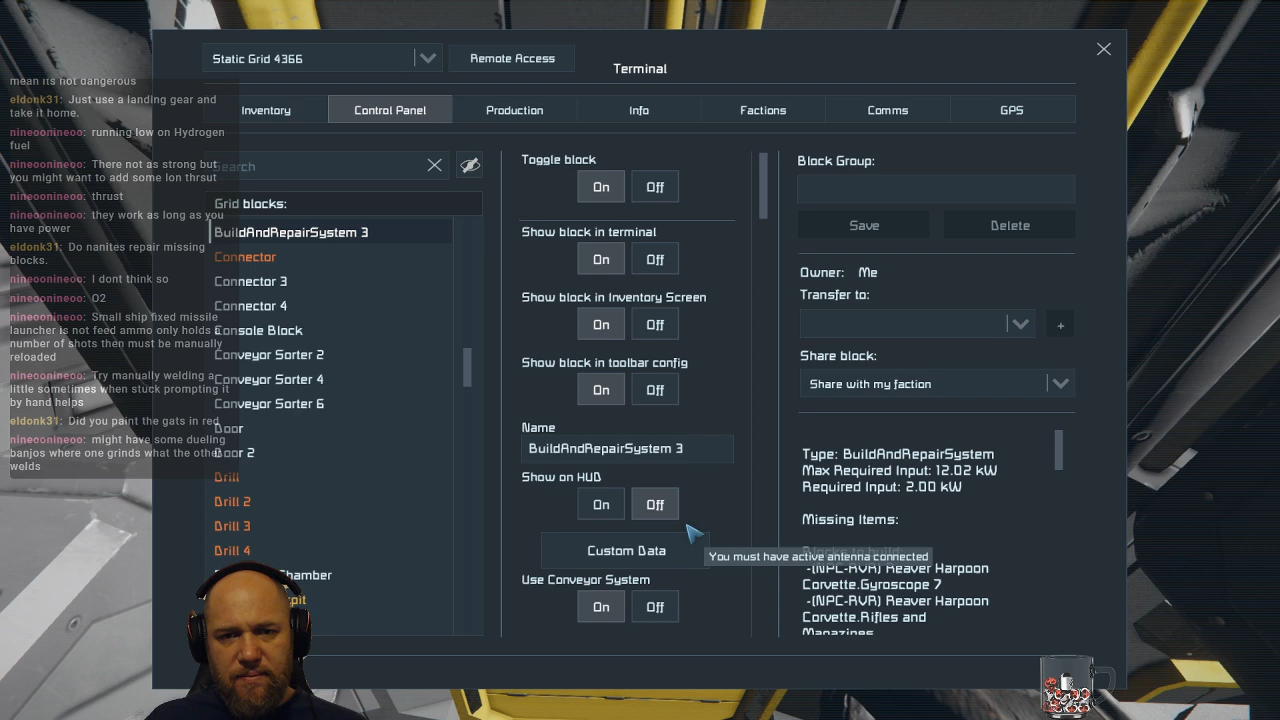 Static Grid 4366
Remote Access
Terminal
Inventory
Control Panel
Production
Info
Factions
Comms
GPS
mean its not dangerous
eldonk31: Just use a landing gear and
take it home.
nineoonineoo: running low on Hydrogen
fuel
nineoonineoo: There not as strong but
you might want to add some Ion thrsut
nineoonineoo: thrust
nineoonineoo: they work as long as you
have power
eldonk31: Do nanites repair missing
blocks.
nineoonineoo: I dont think so
nineoonineoo: O2
nineoonineoo: Small ship fixed missile
launcher is not feed ammo only holds a
number of shots then must be manually
reloaded
nineoonineoo: Try manually welding a
little sometimes when stuck prompting it
by hand helps
eldonk31: Did you paint the gats in red
nineoonineoo: might have some dueling
banjos where one grinds what the other
welds
Search
Grid blocks:
BuildAndRepairSystem 3
Connector
Connector 3
Connector 4
Console Block
Conveyor Sorter 2
Conveyor Sorter 4
Conveyor Sorter 6
Door
Door 2
Drill
Drill 2
Drill 3
Drill 4
Toggle block
On Off
Show block in terminal
On Off
Show block in Inventory Screen
On Off
Show block in toolbar config
On Off
Name
BuildAndRepairSystem 3
Show on HUD
On Off
Custom Data
You must have active antenna connected
Use Conveyor System
On Off
Block Group:
Save Delete
Owner: Me
Transfer to:
+
Share block:
Share with my faction
Type: BuildAndRepairSystem
Max Required Input: 12.02 kW
Required Input: 2.00 kW
Missing Items:
Blocks to build:
-(NPC-RVR) Reaver Harpoon
Corvette.Gyroscope 7
-(NPC-RVR) Reaver Harpoon
Corvette.Rifles and
Magazines